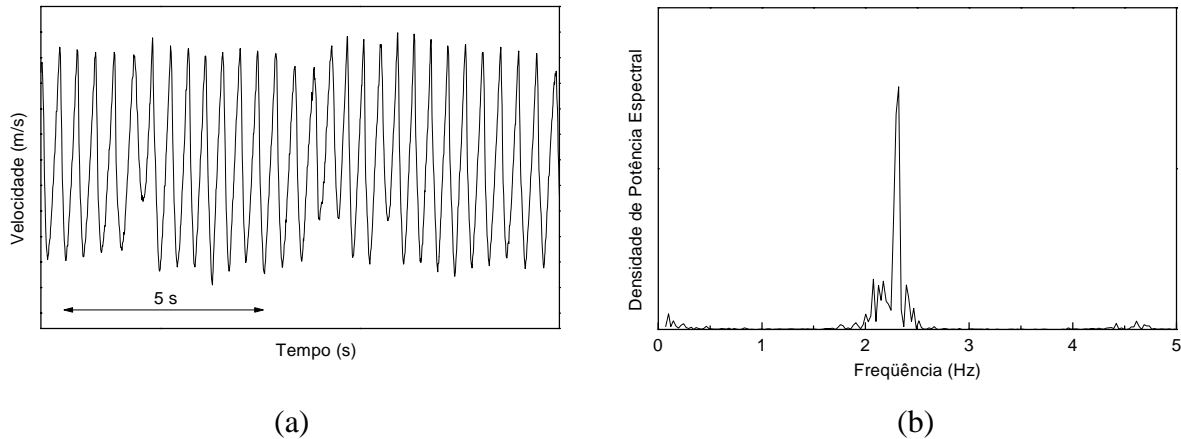 Velocidade (m/s)
5 s
Tempo (s)
(a)
Densidade de Potência Espectral
0 1 2 3 4 5
Freqüência (Hz)
(b)